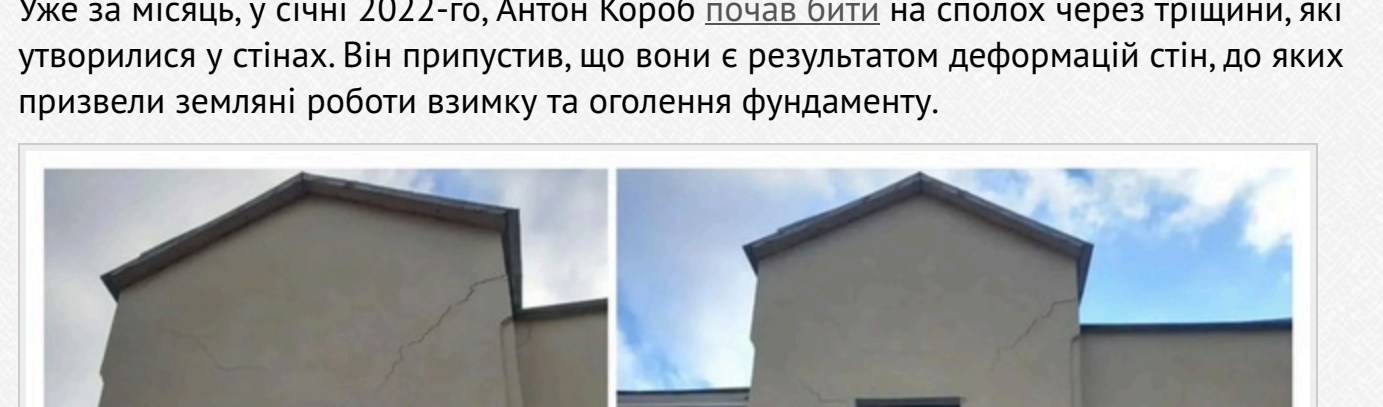 Уже за місяць, у січні 2022-го, Антон Короб почав бити на сполох через тріщини, які
утворилися у стінах. Він припустив, що вони є результатом деформацій стін, до яких
призвели земляні роботи взимку та оголення фундаменту.